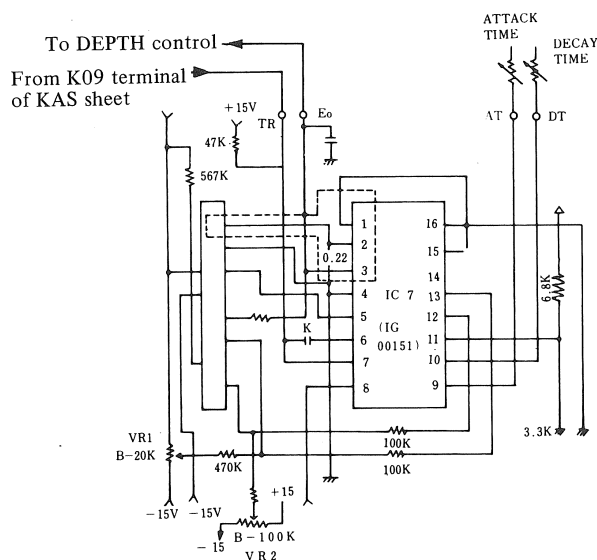 ATTACK
TIME
DECAY
TIME
To DEPTH control
From K09 terminal
of KAS sheet
+15V
TR
Eo
AT
DT
47K
567K
1
2
3
4
5
6
7
8
16
15
14
13
12
11
10
9
0.22
IC 7
(IG
00151)
K
6.8K
3.3K
VR1
B-20K
470K
100K
100K
-15V
-15V
+15
-15
B-100K
VR2